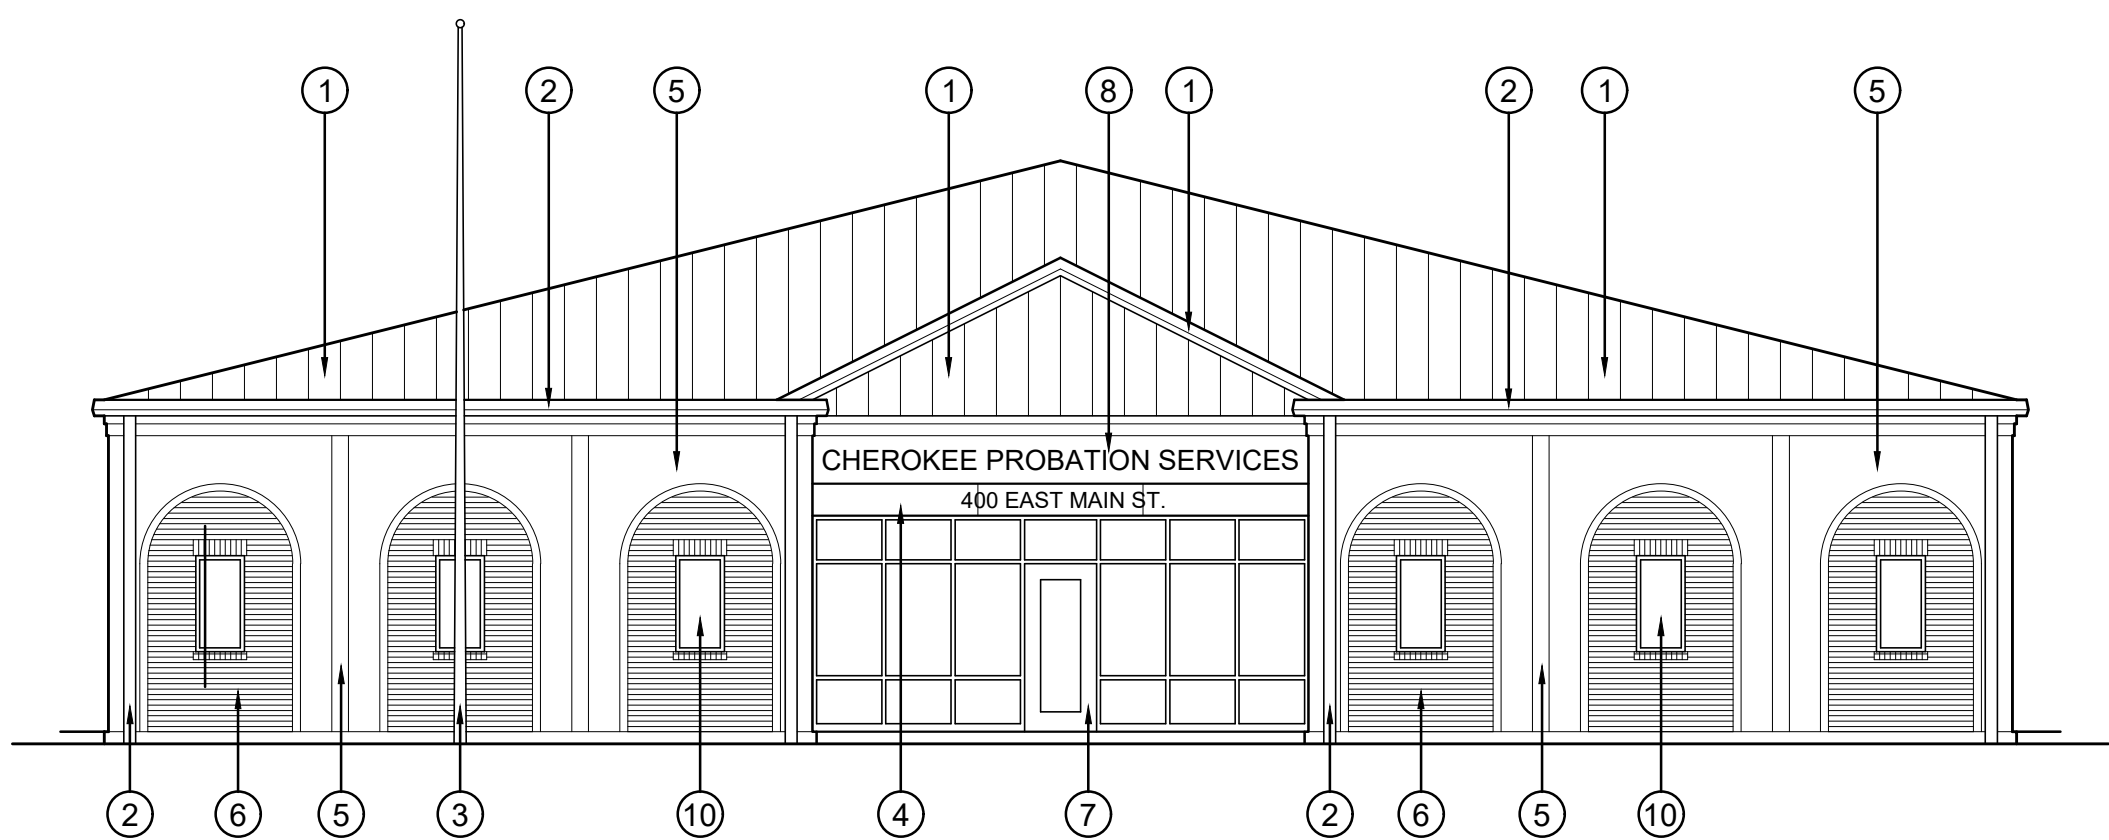 1 2 5 1 8 1 2 1 5
CHEROKEE PROBATION SERVICES
400 EAST MAIN ST.
2 6 5 3 10 4 7 2 6 5 10